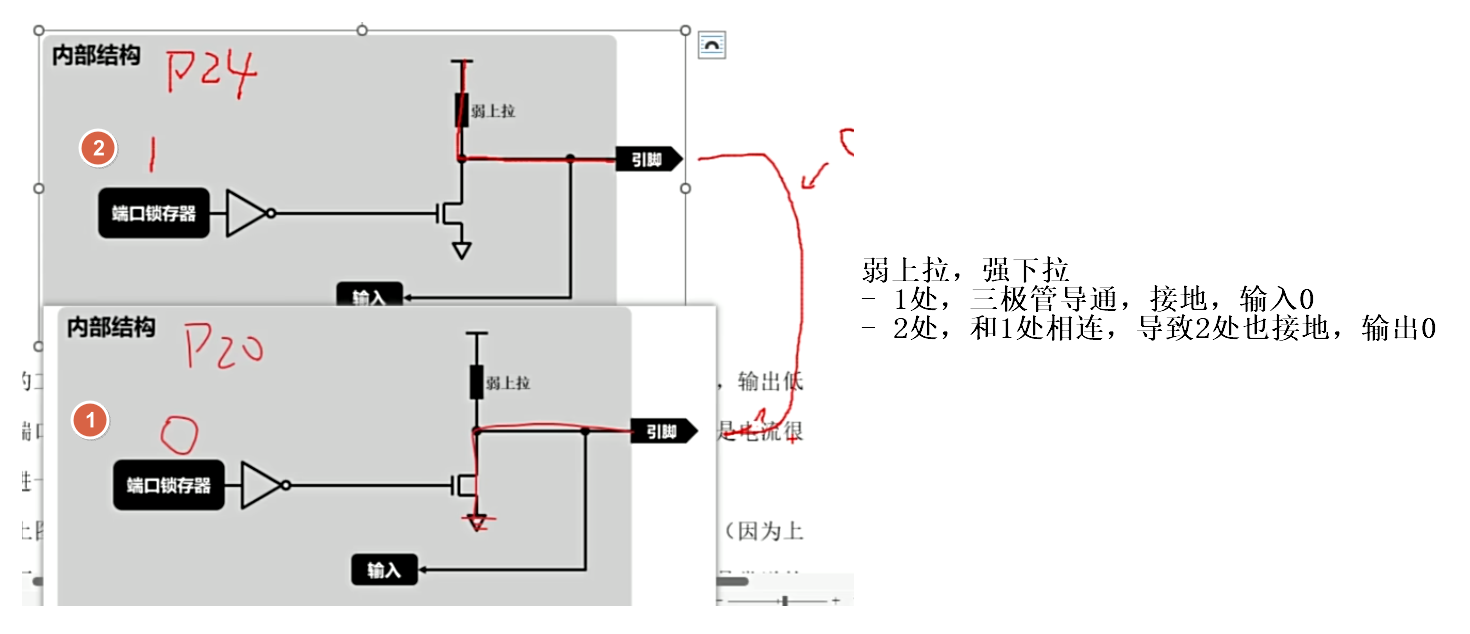 内部结构
P24
弱上拉
2
1
引脚
端口锁存器
输入
弱上拉，强下拉
- 1处，三极管导通，接地，输入0
- 2处，和1处相连，导致2处也接地，输出0
内部结构
P20
弱上拉
，输出低
1
0
引脚
是电流很
端口锁存器
（因为上
输入